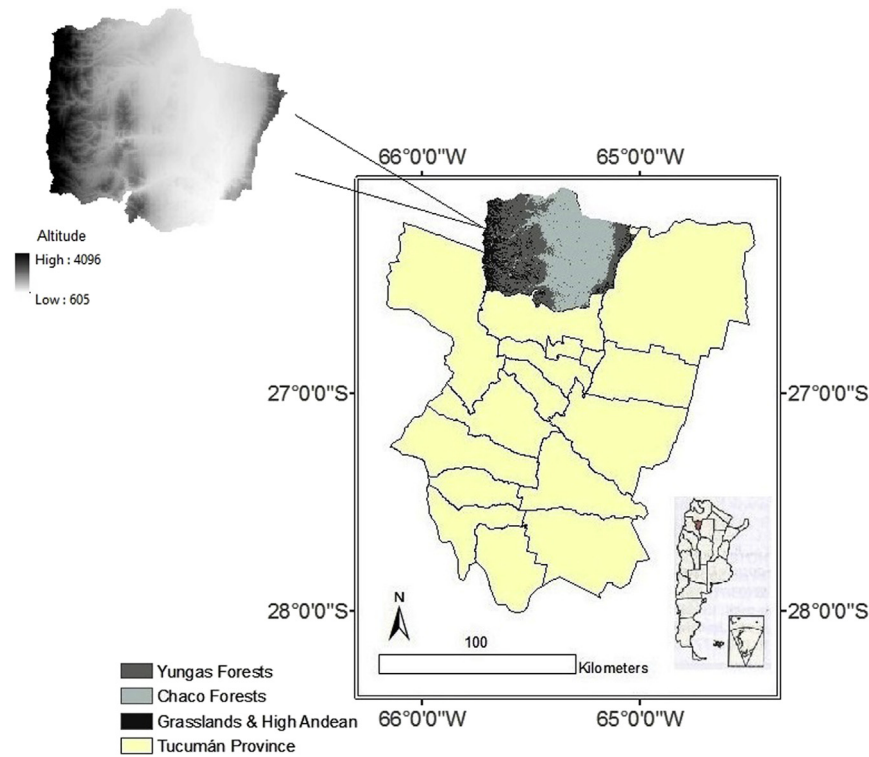 66°0'0"W
65°0'0"W
Altitude
High : 4096
Low : 605
27°0'0"S
27°0'0"S
N
28°0'0"S
28°0'0"S
100
Kilometers
Yungas Forests
Chaco Forests
Grasslands & High Andean
Tucumán Province
66°0'0"W
65°0'0"W